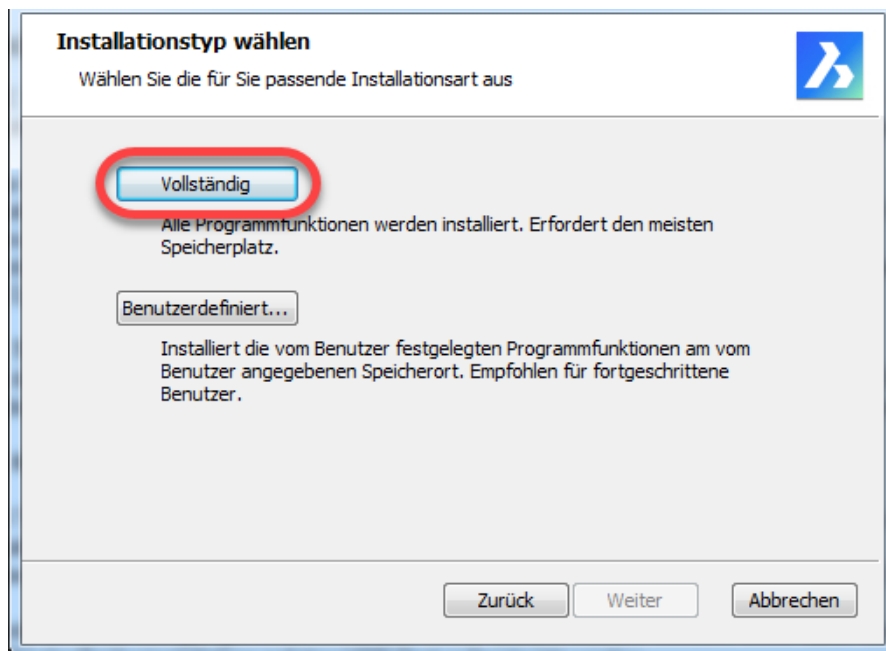 Installationstyp wählen
Wählen Sie die für Sie passende Installationsart aus
Vollständig
Alle Programmfunktionen werden installiert. Erfordert den meisten
Speicherplatz.
Benutzerdefiniert...
Installiert die vom Benutzer festgelegten Programmfunktionen am vom
Benutzer angegebenen Speicherort. Empfohlen für fortgeschrittene
Benutzer.
Zurück Weiter Abbrechen